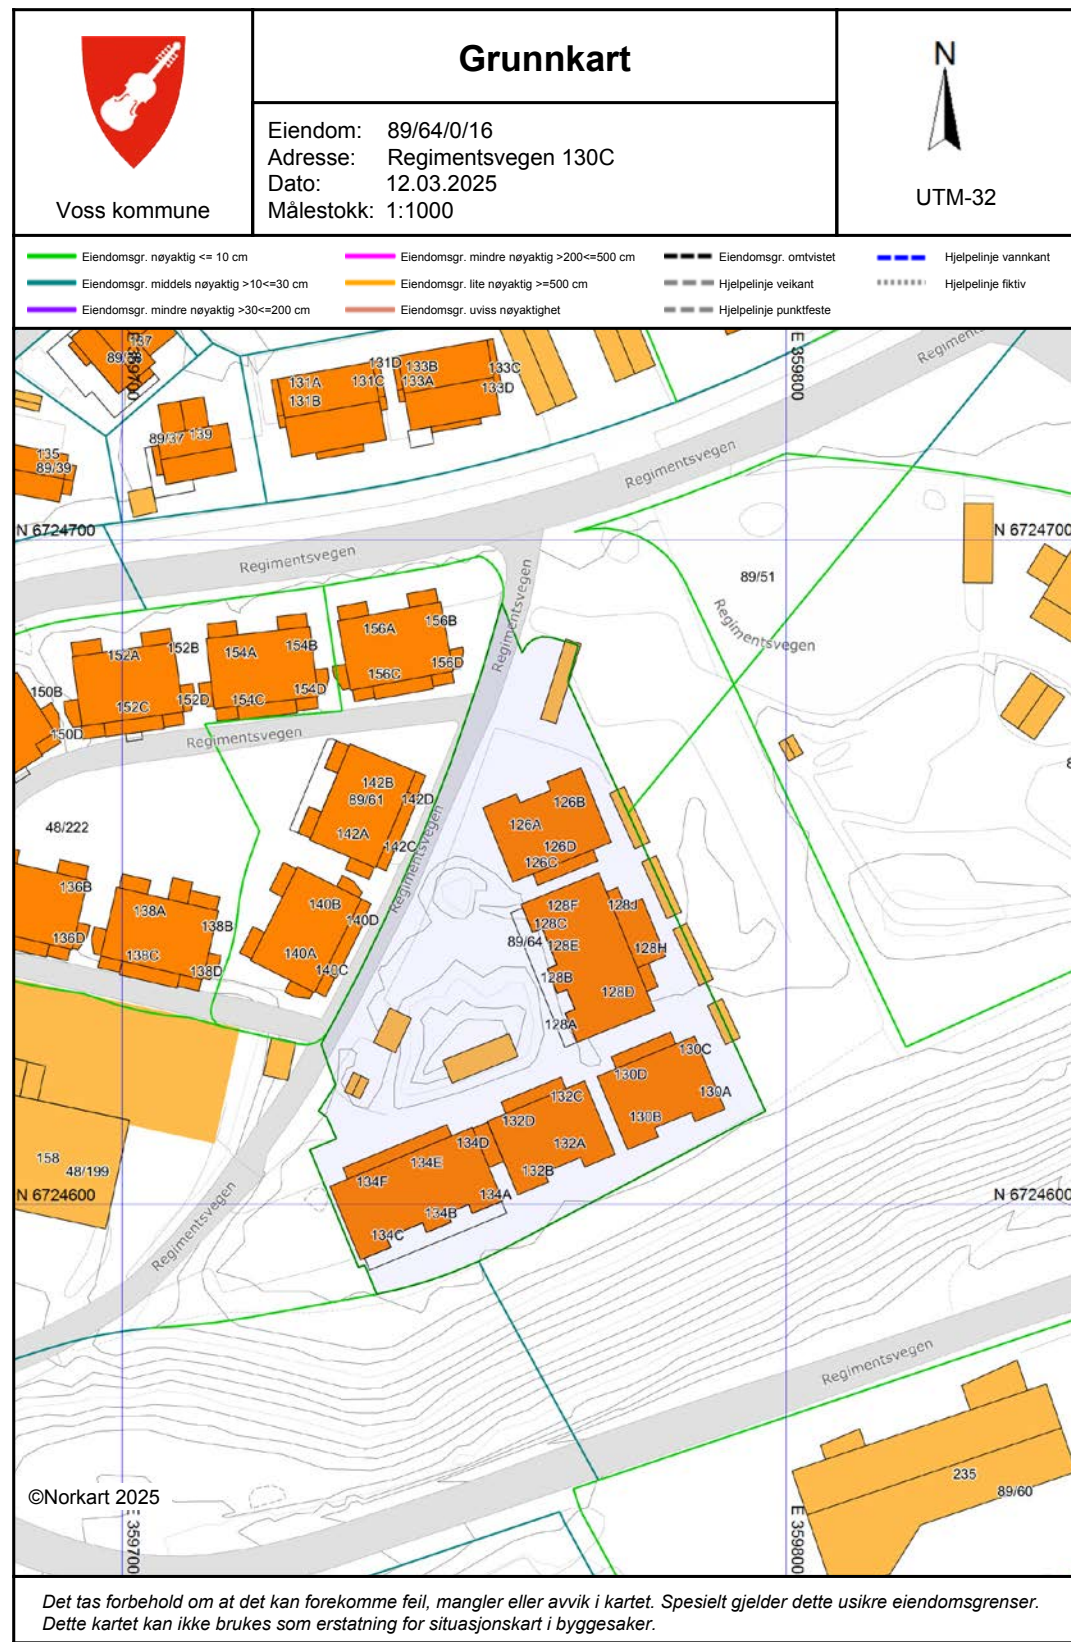 Grunnkart
Voss kommune
Eiendom: 89/64/0/16
Adresse: Regimentsvegen 130C
Dato: 12.03.2025
Målestokk: 1:1000
N
UTM-32
Eiendomsgr. nøyaktig <= 10 cm
Eiendomsgr. middels nøyaktig >10<=30 cm
Eiendomsgr. mindre nøyaktig >30<=200 cm
Eiendomsgr. mindre nøyaktig >200<=500 cm
Eiendomsgr. lite nøyaktig >=500 cm
Eiendomsgr. uviss nøyaktighet
Eiendomsgr. omtvistet
Hjelpelinje veikant
Hjelpelinje punktfeste
Hjelpelinje vannkant
Hjelpelinje fiktiv
137
E 359700
131A
131B
131C
131D
133B
133A
133C
133D
E 359800
Regimentsvegen
135
89/39
89/37
139
Regimentsvegen
N 6724700
N 6724700
Regimentsvegen
Regimentsvegen
89/51
Regimentsvegen
152A
152B
152C
152D
154A
154B
154C
154D
156A
156B
156C
156D
150B
150D
Regimentsvegen
142B
89/61
142D
142A
142C
Regimentsvegen
48/222
126B
126A
126D
126C
136B
136D
138A
138B
138C
138D
140B
140D
140A
140C
128F
128J
128C
89/64
128E
128H
128B
128D
128A
130C
130D
130A
130B
132C
132D
132A
132B
134D
134E
134F
134A
134B
134C
158
48/199
N 6724600
N 6724600
Regimentsvegen
Regimentsvegen
235
89/60
©Norkart 2025
E 359700
E 359800
Det tas forbehold om at det kan forekomme feil, mangler eller avvik i kartet. Spesielt gjelder dette usikre eiendomsgrenser.
Dette kartet kan ikke brukes som erstatning for situasjonskart i byggesaker.